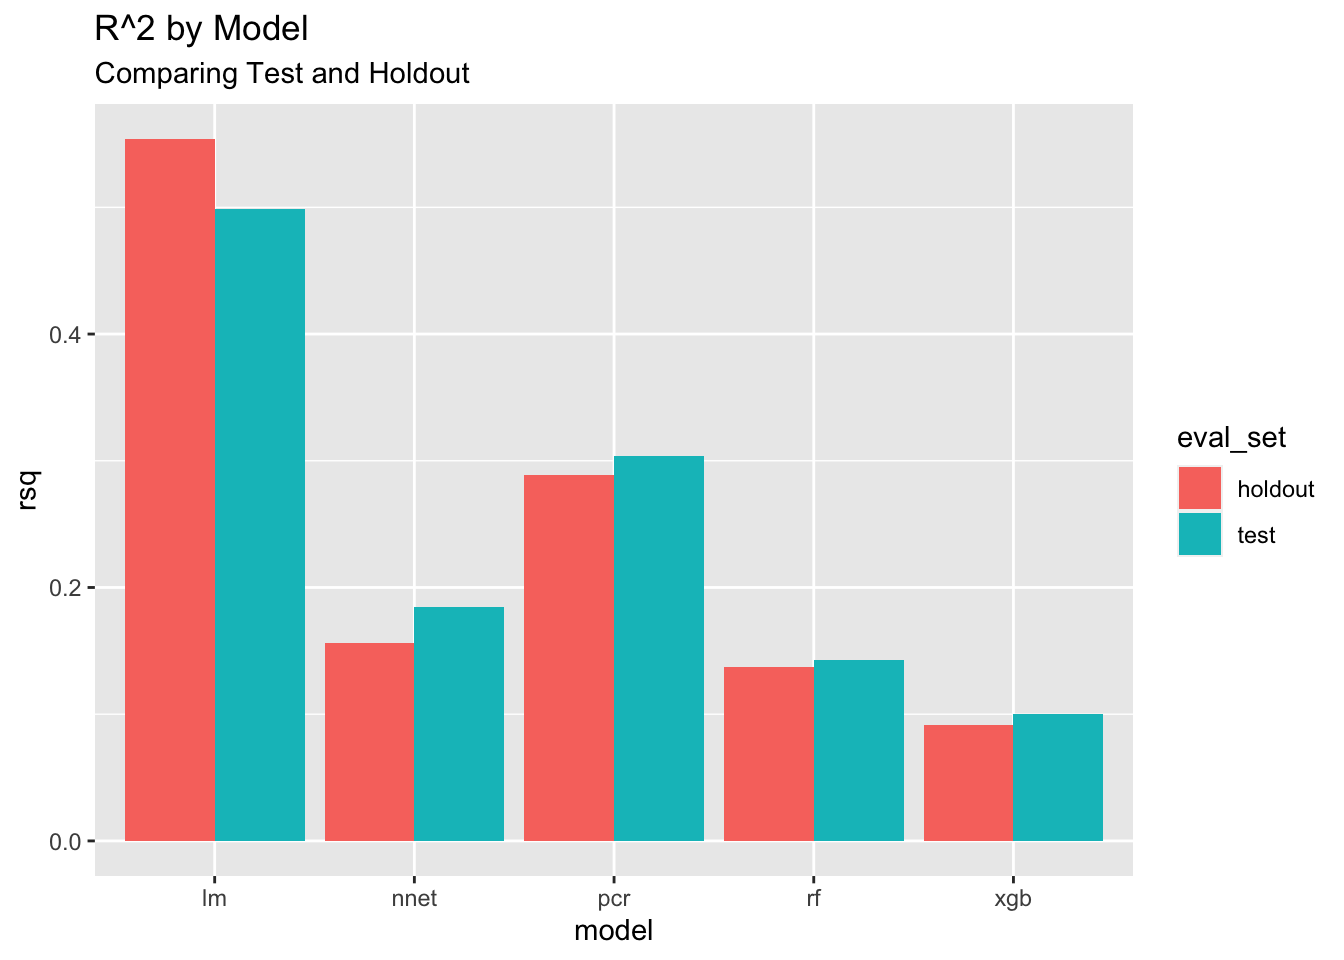 R^2 by Model
Comparing Test and Holdout
rsq
0.4
0.2
0.0
lm nnet pcr rf xgb
model
eval_set
holdout
test